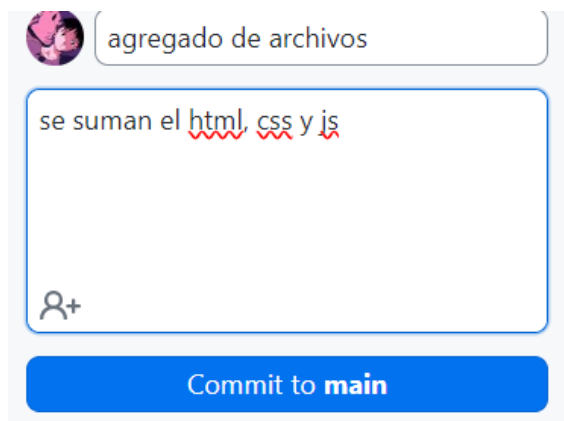 agregado de archivos
se suman el html, css y js
Commit to main